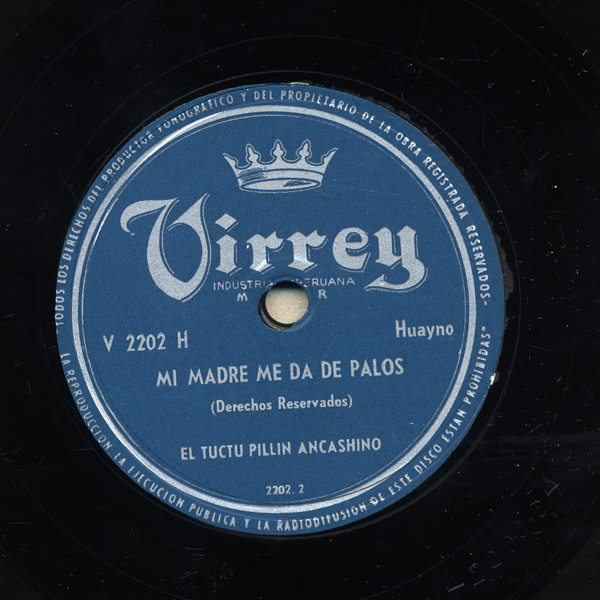 "TODOS LOS DERECHOS DEL PRODUCTOR FONOGRAFICO Y DEL PROPIETARIO DE LA OBRA REGISTRADA RESERVADOS-
Virrey
INDUSTRIA PERUANA
M R
V 2202 H
Huayno
MI MADRE ME DA DE PALOS
(Derechos Reservados)
EL TUCTU PILLIN ANCASHINO
2202. 2
LA REPRODUCCION LA EJECUCION PUBLICA Y LA RADIODIFUSION DE ESTE DISCO ESTAN PROHIBIDAS"